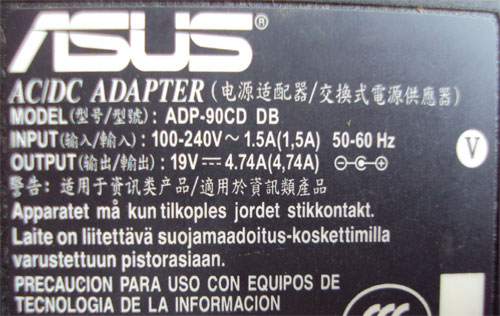 ASUS®
AC/DC ADAPTER (电源适配器/交換式電源供應器)
MODEL(型号/型號): ADP-90CD DB
INPUT(输入/輸入): 100-240V～ 1.5A(1,5A) 50-60 Hz
OUTPUT(输出/輸出): 19V⎓ 4.74A(4,74A)
V
警告: 适用于资讯类产品/適用於資訊類產品
Apparatet må kun tilkoples jordet stikkontakt.
Laite on liitettävä suojamaadoitus-koskettimilla
varustettuun pistorasiaan.
PRECAUCION PARA USO CON EQUIPOS DE
TECNOLOGIA DE LA INFORMACION